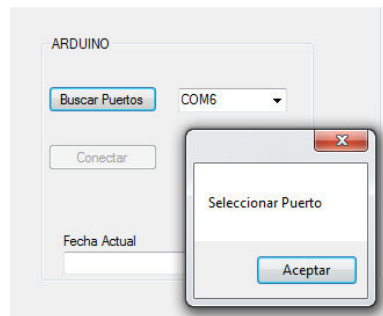 ARDUINO
Buscar Puertos
COM6
Conectar
Seleccionar Puerto
Fecha Actual
Aceptar